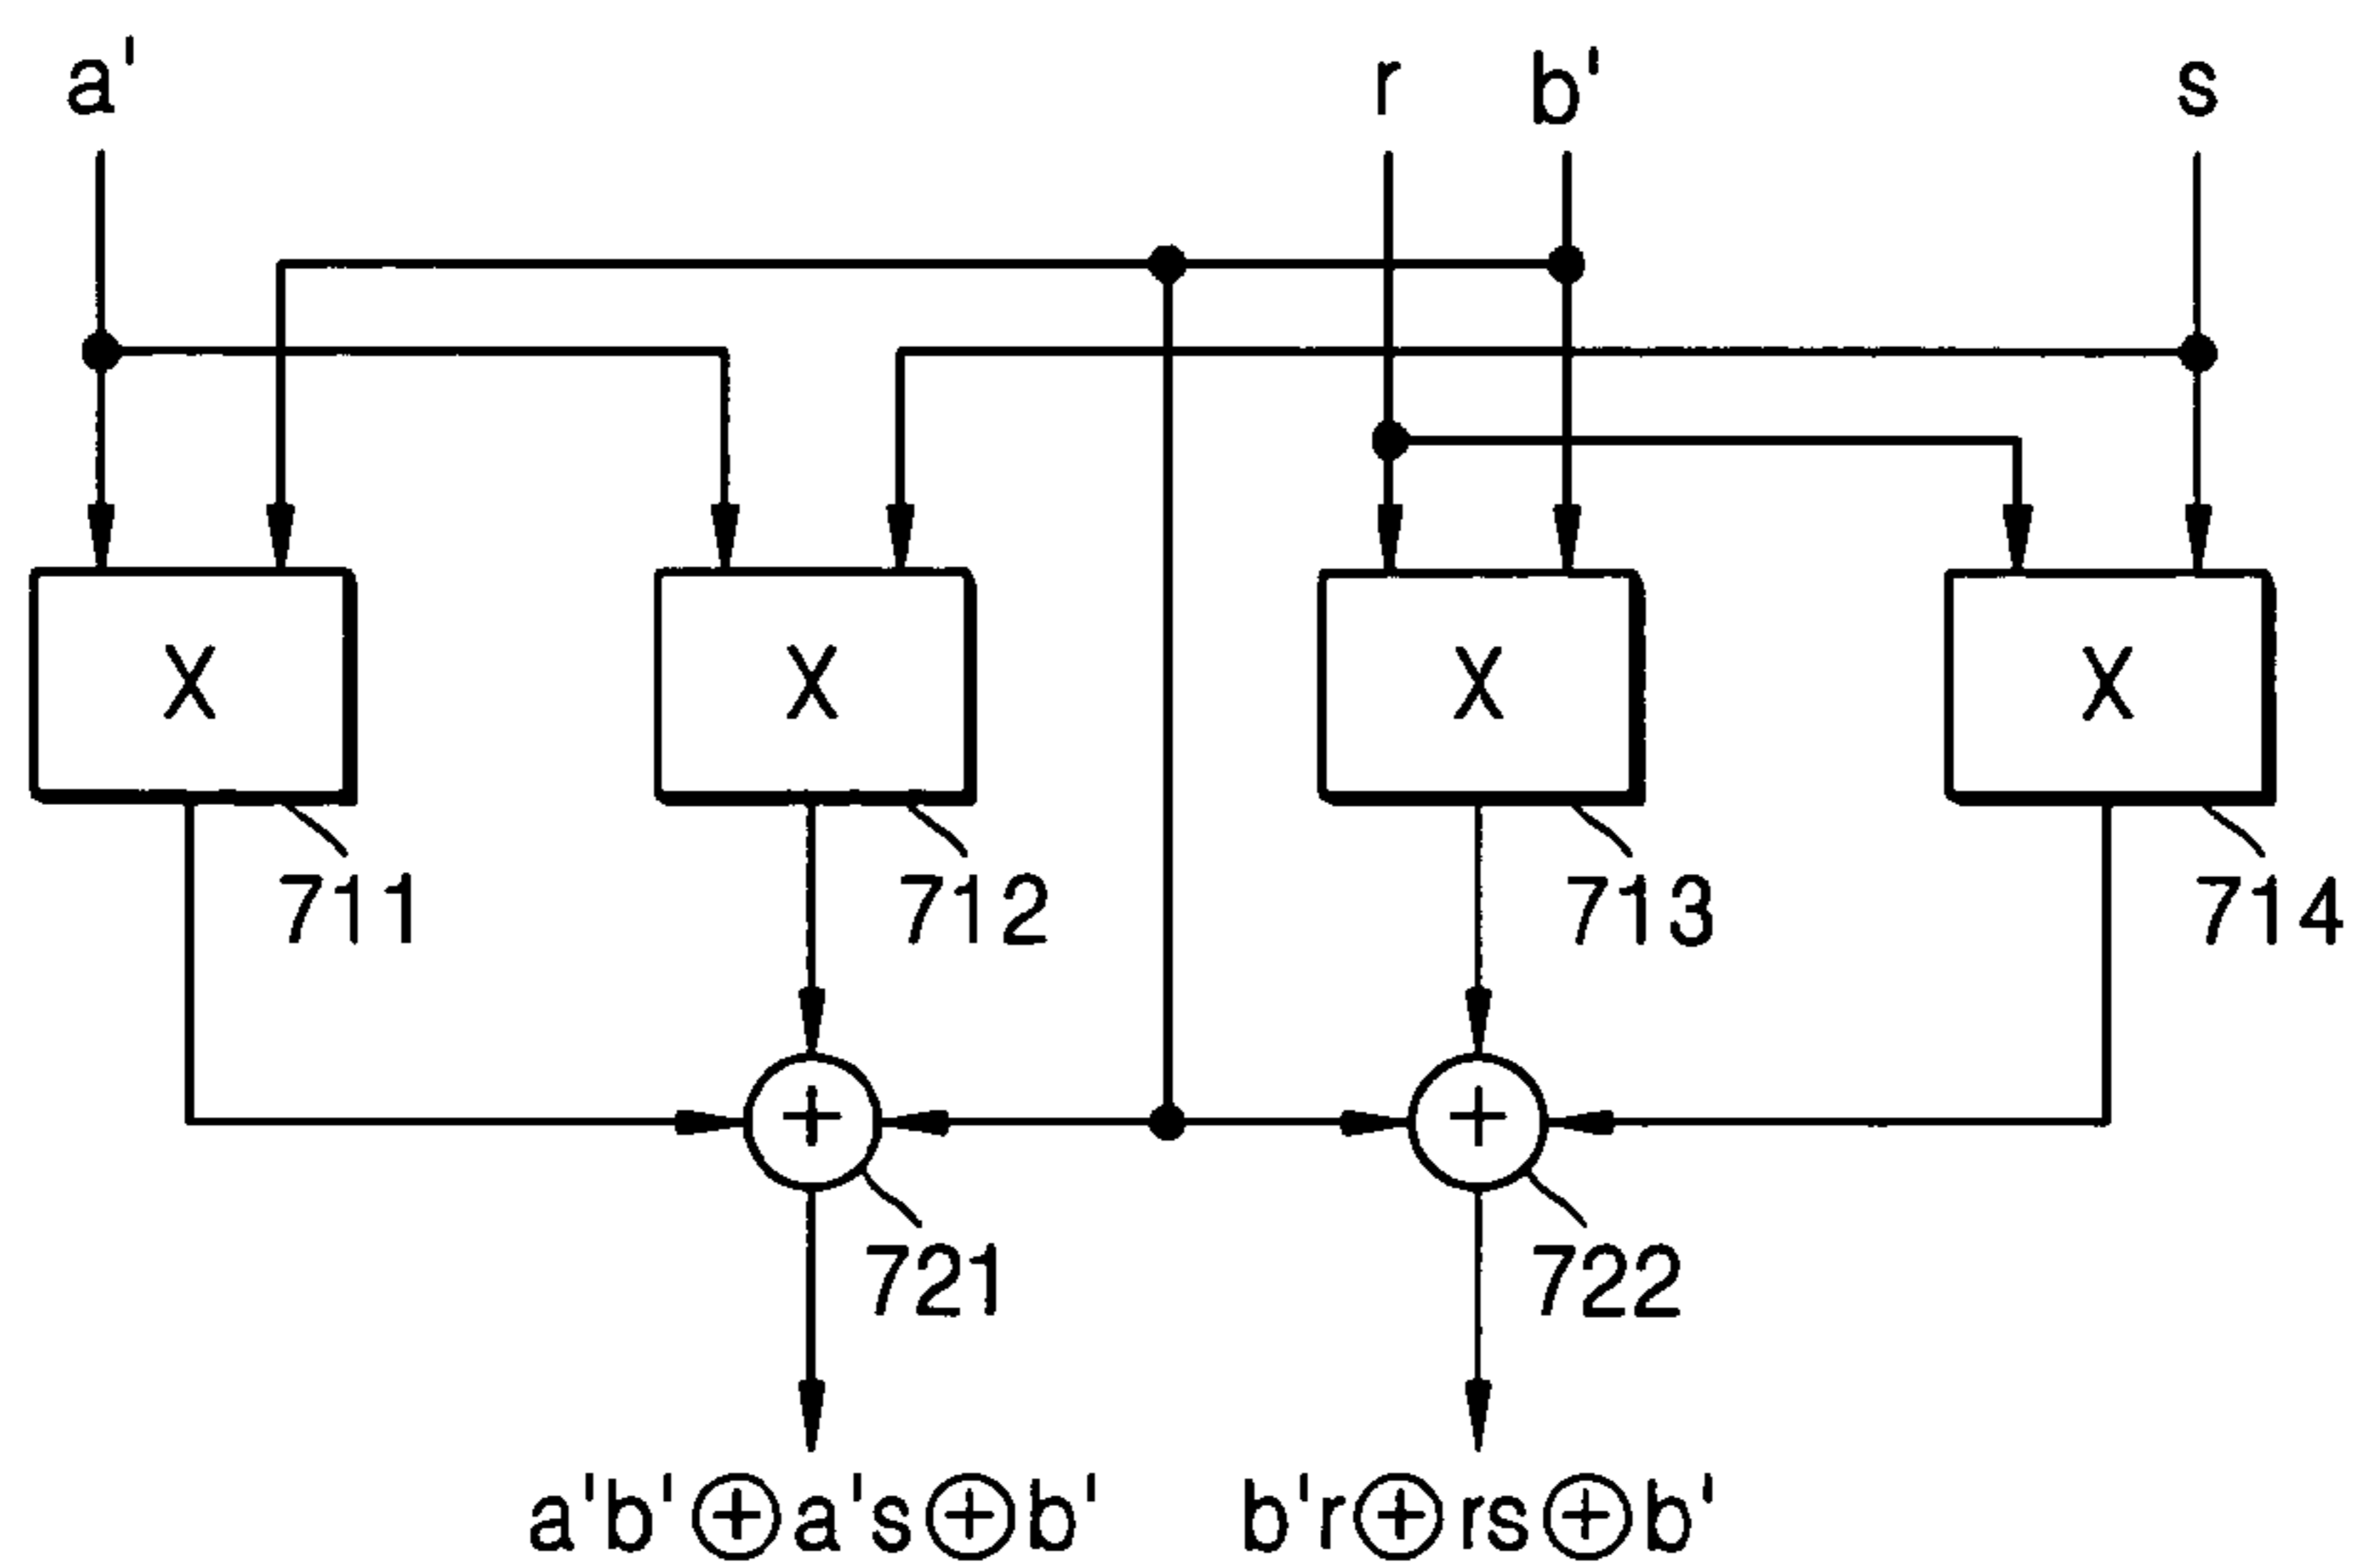 a' r b' s
X X X X
711 712 713 714
+ +
721 722
a'b'⊕a's⊕b' b'r⊕rs⊕b'